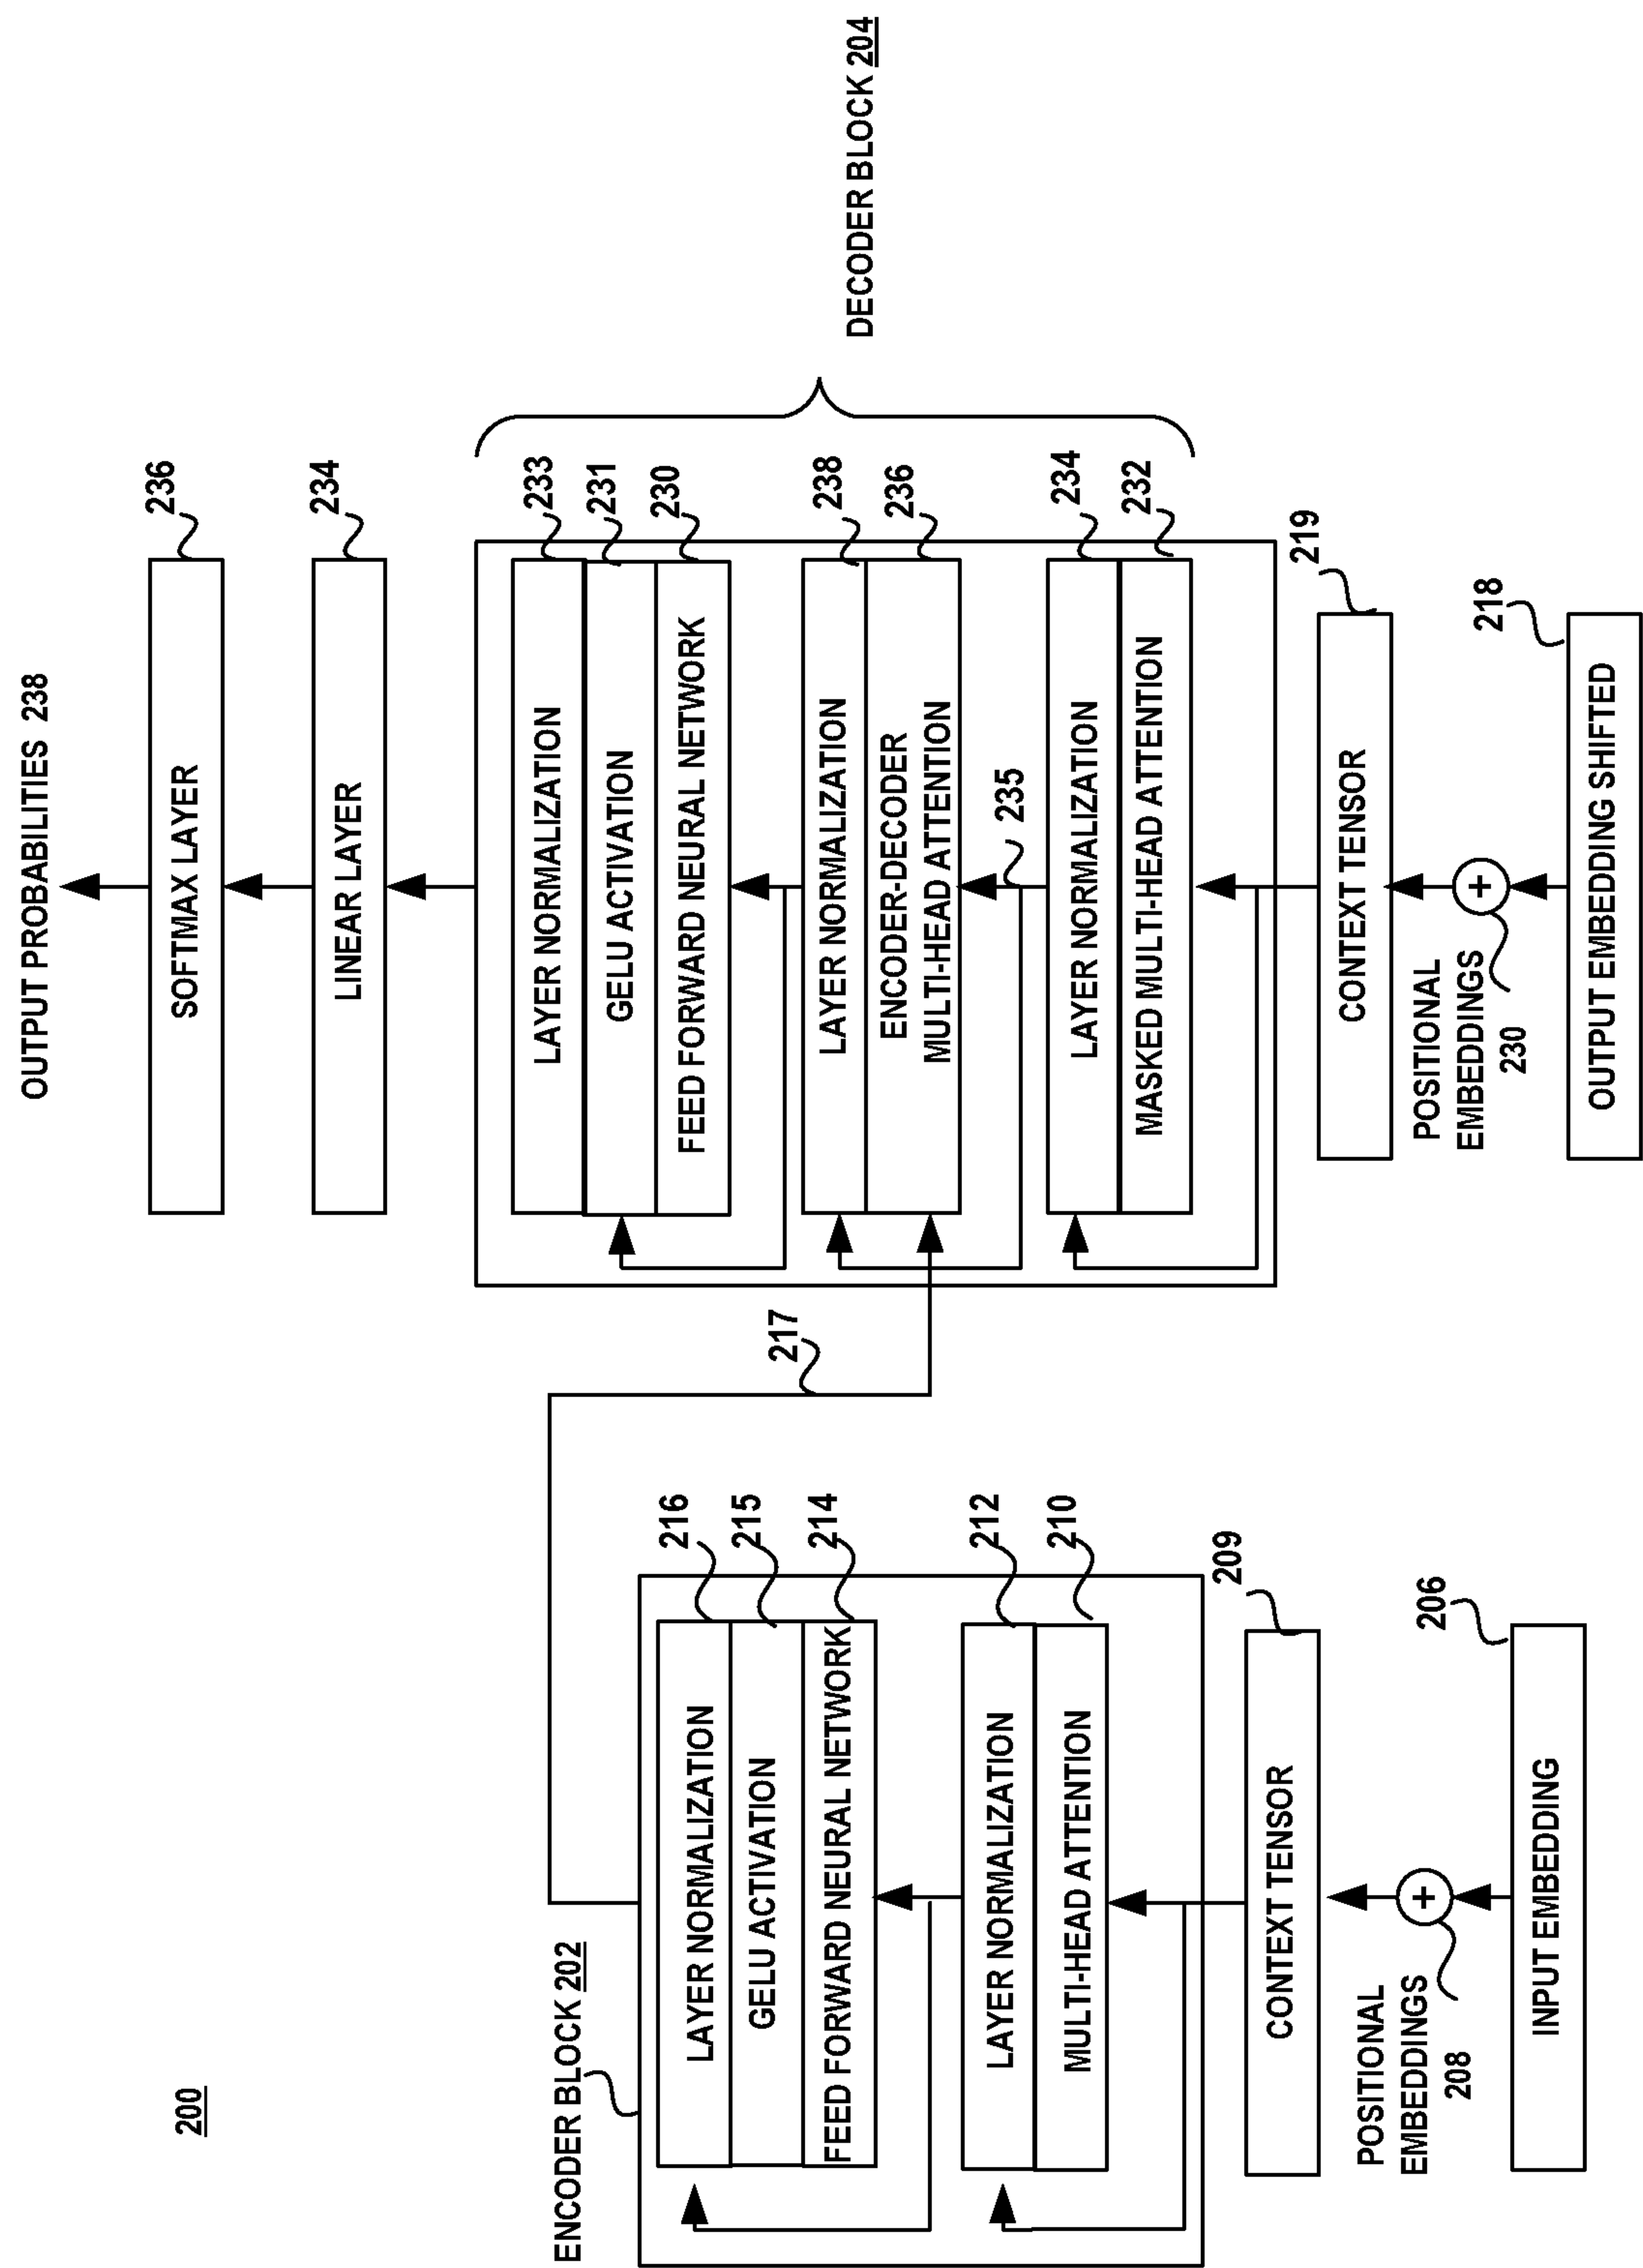 200
ENCODER BLOCK 202
LAYER NORMALIZATION
216
GELU ACTIVATION
215
FEED FORWARD NEURAL NETWORK
214
LAYER NORMALIZATION
212
MULTI-HEAD ATTENTION
210
CONTEXT TENSOR
209
POSITIONAL
EMBEDDINGS
208
INPUT EMBEDDING
206
217
OUTPUT PROBABILITIES 238
SOFTMAX LAYER
236
LINEAR LAYER
234
LAYER NORMALIZATION
233
GELU ACTIVATION
231
FEED FORWARD NEURAL NETWORK
230
LAYER NORMALIZATION
238
ENCODER-DECODER
MULTI-HEAD ATTENTION
236
235
LAYER NORMALIZATION
234
MASKED MULTI-HEAD ATTENTION
232
CONTEXT TENSOR
219
POSITIONAL
EMBEDDINGS
230
OUTPUT EMBEDDING SHIFTED
218
DECODER BLOCK 204